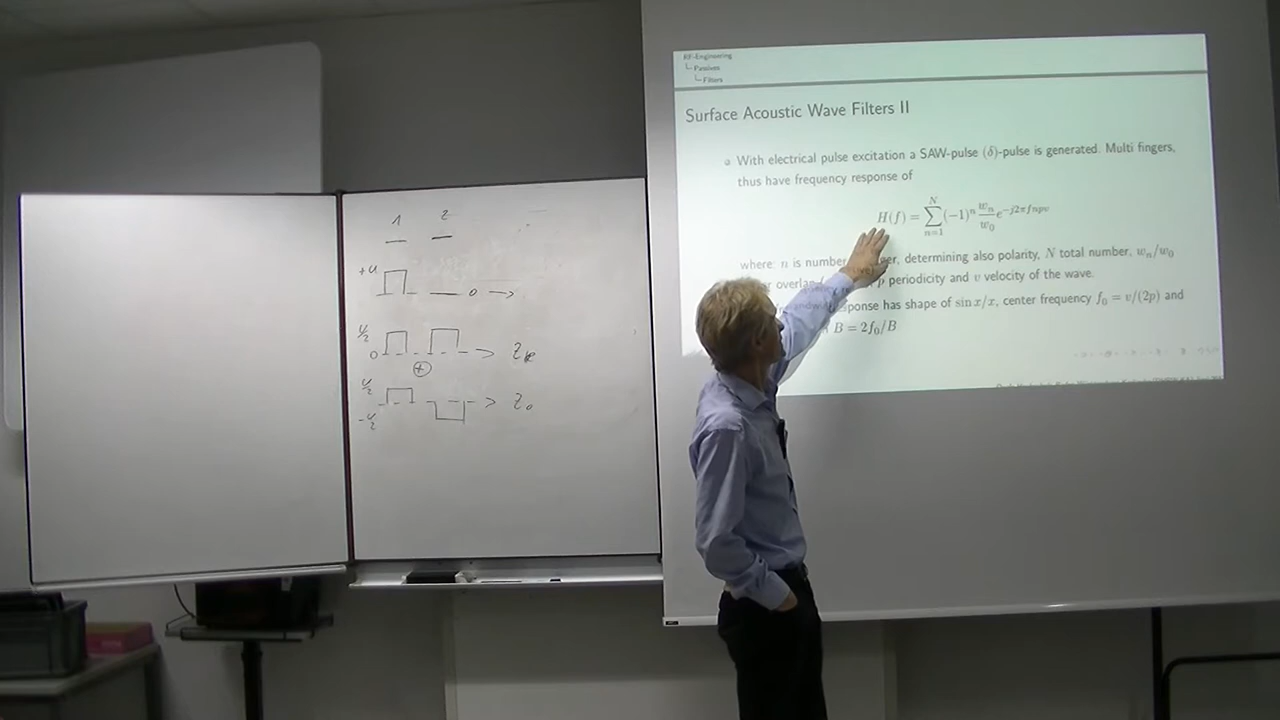 1 2
+U
0
U/2
0
Ze
U/2
-U/2
Zo
RF-Engineering
Passives
Filters
Surface Acoustic Wave Filters II
With electrical pulse excitation a SAW-pulse (δ)-pulse is generated. Multi fingers,
thus have frequency response of
H(f) = ∑_{n=1}^{N} (−1)^n w_n/w_0 e^{−j2πfnpv}
where: n is number, determining also polarity, N total number, w_n/w_0
p periodicity and v velocity of the wave.
response has shape of sin x/x, center frequency f_0 = v/(2p) and
B = 2f_0/B